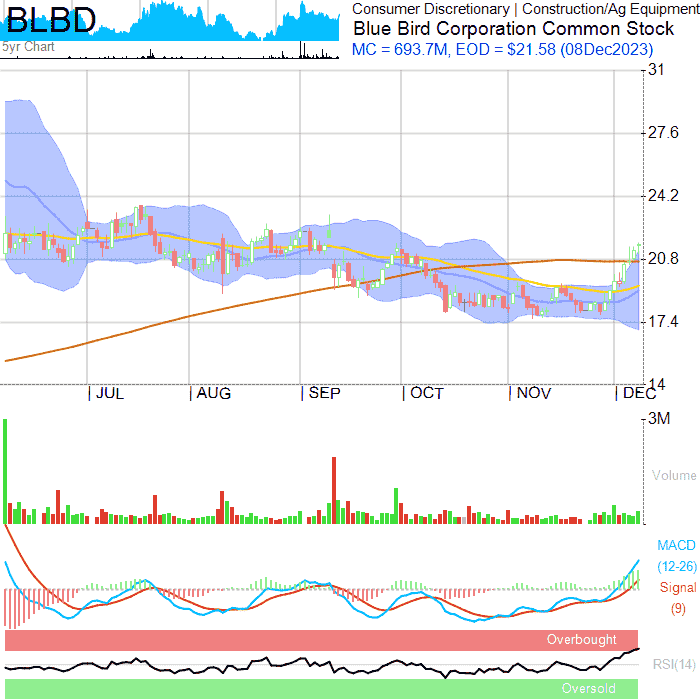 BLBD
5yr Chart
Consumer Discretionary | Construction/Ag Equipment
Blue Bird Corporation Common Stock
MC = 693.7M, EOD = $21.58 (08Dec2023)
31
27.6
24.2
20.8
17.4
14
JUL
AUG
SEP
OCT
NOV
DEC
3M
Volume
MACD
(12-26)
Signal
(9)
Overbought
RSI(14)
Oversold